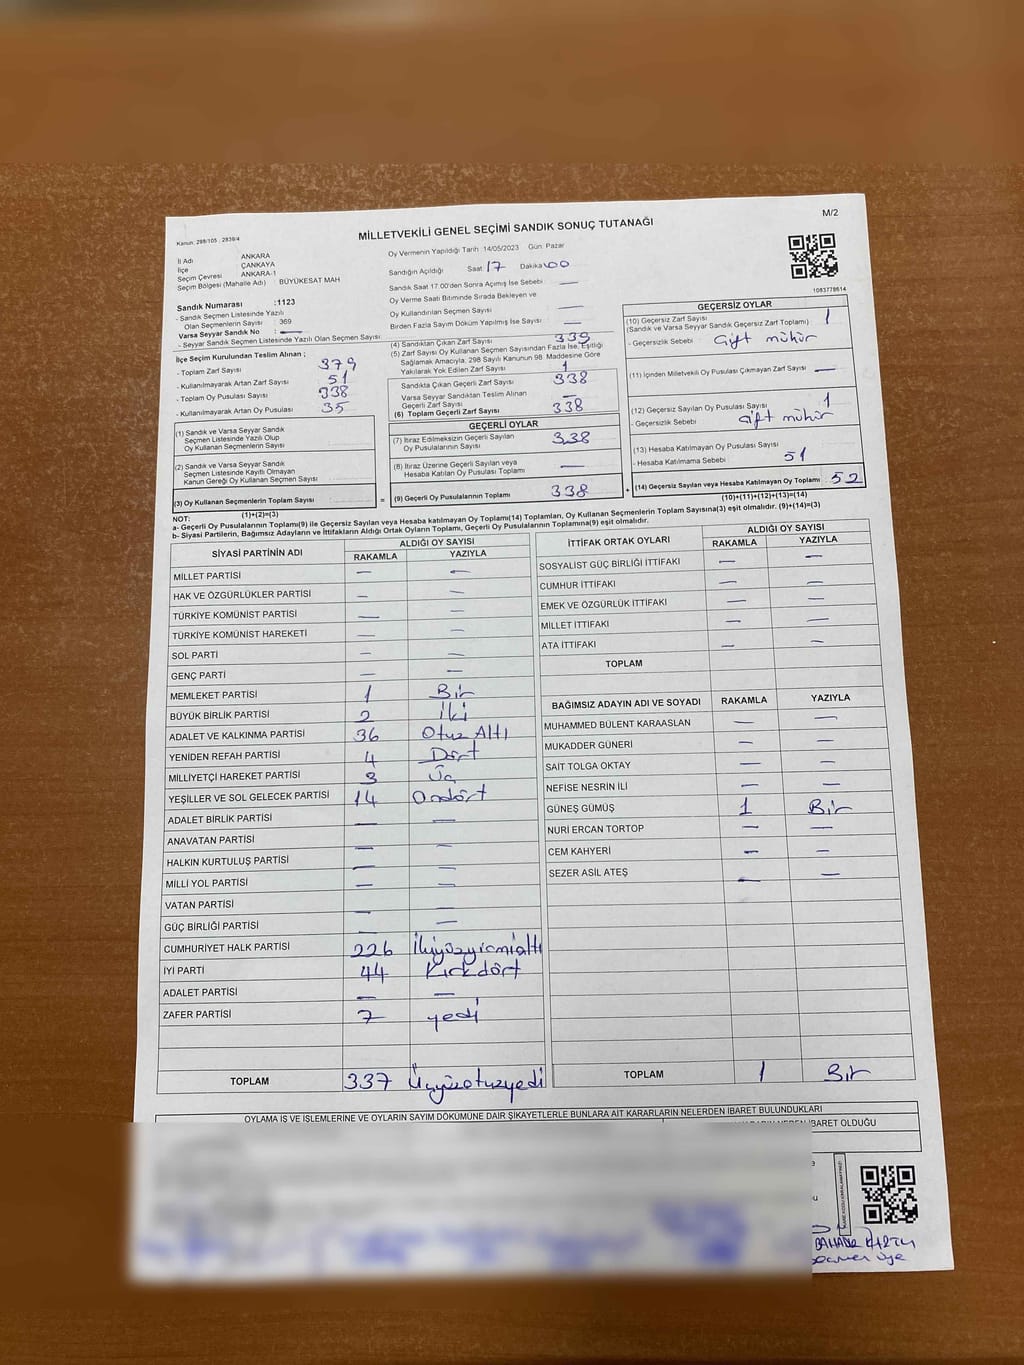 M/2
Kanun: 298/105 ; 2839/4
MİLLETVEKİLİ GENEL SEÇİMİ SANDIK SONUÇ TUTANAĞI
İl Adı ANKARA
İlçe ÇANKAYA
Seçim Çevresi ANKARA-1
Seçim Bölgesi (Mahalle Adı) : BÜYÜKESAT MAH
Sandık Numarası :1123
- Sandık Seçmen Listesinde Yazılı
Olan Seçmenlerin Sayısı : 369
Varsa Seyyar Sandık No : —
- Seyyar Sandık Seçmen Listesinde Yazılı Olan Seçmen Sayısı :
Oy Vermenin Yapıldığı Tarih :14/05/2023 Gün: Pazar
Sandığın Açıldığı Saat 17 Dakika 00
Sandık Saat 17.00'den Sonra Açımış İse Sebebi —
Oy Verme Saati Bitiminde Sırada Bekleyen ve
Oy Kullandırılan Seçmen Sayısı —
Birden Fazla Sayım Döküm Yapılmış İse Sayısı —
1083778614
İlçe Seçim Kurulundan Teslim Alınan ;
- Toplam Zarf Sayısı 379
- Kullanılmayarak Artan Zarf Sayısı 51
- Toplam Oy Pusulası Sayısı 338
- Kullanılmayarak Artan Oy Pusulası 35
(1) Sandık ve Varsa Seyyar Sandık
Seçmen Listesinde Yazılı Olup
Oy Kullanan Seçmenlerin Sayısı
(2) Sandık ve Varsa Seyyar Sandık
Seçmen Listesinde Kayıtlı Olmayan
Kanun Gereği Oy Kullanan Seçmen Sayısı
(3) Oy Kullanan Seçmenlerin Toplam Sayısı =
(1)+(2)=(3)
(4) Sandıktan Çıkan Zarf Sayısı 339
(5) Zarf Sayısı Oy Kullanan Seçmen Sayısından Fazla İse, Eşitliği
Sağlamak Amacıyla, 298 Sayılı Kanunun 98. Maddesine Göre
Yakılarak Yok Edilen Zarf Sayısı 1
Sandıkta Çıkan Geçerli Zarf Sayısı 338
Varsa Seyyar Sandıktan Teslim Alınan
Geçerli Zarf Sayısı —
(6) Toplam Geçerli Zarf Sayısı 338
GEÇERLİ OYLAR
(7) İtiraz Edilmeksizin Geçerli Sayılan
Oy Pusulalarının Sayısı 338
(8) İtiraz Üzerine Geçerli Sayılan veya
Hesaba Katılan Oy Pusulası Toplamı —
(9) Geçerli Oy Pusulalarının Toplamı 338 +
GEÇERSİZ OYLAR
(10) Geçersiz Zarf Sayısı 1
(Sandık ve Varsa Seyyar Sandık Geçersiz Zarf Toplamı)
- Geçersizlik Sebebi : Çift mühür
(11) İçinden Milletvekili Oy Pusulası Çıkmayan Zarf Sayısı —
(12) Geçersiz Sayılan Oy Pusulası Sayısı 1
- Geçersizlik Sebebi : Çift mühür
(13) Hesaba Katılmayan Oy Pusulası Sayısı
- Hesaba Katılmama Sebebi : 51
(14) Geçersiz Sayılan veya Hesaba Katılmayan Oy Toplamı 52
(10)+(11)+(12)+(13)=(14)
NOT:
a- Geçerli Oy Pusulalarının Toplamı(9) ile Geçersiz Sayılan veya Hesaba katılmayan Oy Toplamı(14) Toplamları, Oy Kullanan Seçmenlerin Toplam Sayısına(3) eşit olmalıdır. (9)+(14)=(3)
b- Siyasi Partilerin, Bağımsız Adayların ve İttifakların Aldığı Ortak Oyların Toplamı, Geçerli Oy Pusulalarının Toplamına(9) eşit olmalıdır.
SİYASİ PARTİNİN ADI ALDIĞI OY SAYISI
RAKAMLA YAZIYLA
MİLLET PARTİSİ — —
HAK VE ÖZGÜRLÜKLER PARTİSİ — —
TÜRKİYE KOMÜNİST PARTİSİ — —
TÜRKİYE KOMÜNİST HAREKETİ — —
SOL PARTİ — —
GENÇ PARTİ — —
MEMLEKET PARTİSİ 1 Bir
BÜYÜK BİRLİK PARTİSİ 2 İki
ADALET VE KALKINMA PARTİSİ 36 Otuz Altı
YENİDEN REFAH PARTİSİ 4 Dört
MİLLİYETÇİ HAREKET PARTİSİ 3 Üç
YEŞİLLER VE SOL GELECEK PARTİSİ 14 Ondört
ADALET BİRLİK PARTİSİ — —
ANAVATAN PARTİSİ — —
HALKIN KURTULUŞ PARTİSİ — —
MİLLİ YOL PARTİSİ — —
VATAN PARTİSİ — —
GÜÇ BİRLİĞİ PARTİSİ — —
CUMHURİYET HALK PARTİSİ 226 İkiyüzyirmialtı
İYİ PARTİ 44 Kırkdört
ADALET PARTİSİ — —
ZAFER PARTİSİ 7 yedi
TOPLAM 337 Üçyüzotuzyedi
İTTİFAK ORTAK OYLARI ALDIĞI OY SAYISI
RAKAMLA YAZIYLA
SOSYALİST GÜÇ BİRLİĞİ İTTİFAKI — —
CUMHUR İTTİFAKI — —
EMEK VE ÖZGÜRLÜK İTTİFAKI — —
MİLLET İTTİFAKI — —
ATA İTTİFAKI — —
TOPLAM
BAĞIMSIZ ADAYIN ADI VE SOYADI RAKAMLA YAZIYLA
MUHAMMED BÜLENT KARAASLAN — —
MUKADDER GÜNERİ — —
SAİT TOLGA OKTAY — —
NEFİSE NESRİN İLİ — —
GÜNEŞ GÜMÜŞ 1 Bir
NURİ ERCAN TORTOP — —
CEM KAHYERİ — —
SEZER ASİL ATEŞ — —
TOPLAM 1 Bir
OYLAMA İŞ VE İŞLEMLERİNE VE OYLARIN SAYIM DÖKÜMÜNE DAİR ŞİKAYETLERLE BUNLARA AİT KARARLARIN NELERDEN İBARET BULUNDUKLARI
İBARET OLDUĞU